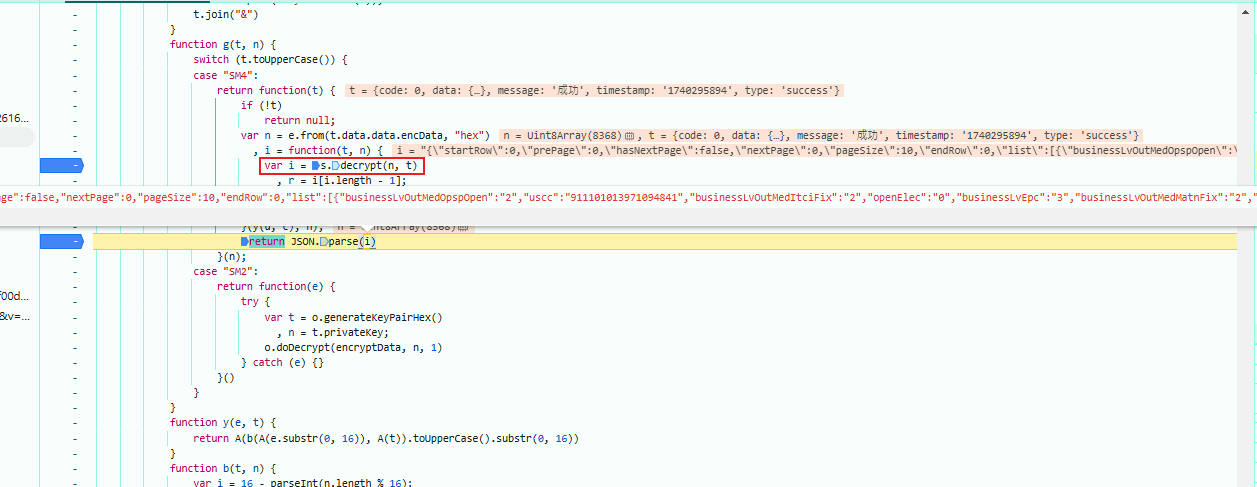 t.join("&")
}
function g(t, n) {
switch (t.toUpperCase()) {
case "SM4":
return function(t) { t = {code: 0, data: {…}, message: '成功', timestamp: '1740295894', type: 'success'}
if (!t)
return null;
2616...
var n = e.from(t.data.data.encData, "hex") n = Uint8Array(8368), t = {code: 0, data: {…}, message: '成功', timestamp: '1740295894', type: 'success'}
, i = function(t, n) { i = "{\"startRow\":0,\"prePage\":0,\"hasNextPage\":false,\"nextPage\":0,\"pageSize\":10,\"endRow\":0,\"list\":[{\"businessLvOutMedOpspOpen\":\
var i = s.decrypt(n, t)
, r = i[i.length - 1];
ge":false,"nextPage":0,"pageSize":10,"endRow":0,"list":[{"businessLvOutMedOpspOpen":"2","uscc":"911101013971094841","businessLvOutMedItciFix":"2","openElec":"0","businessLvEpc":"3","businessLvOutMedMatnFix":"2","
return JSON.parse(i)
}(n);
case "SM2":
return function(e) {
f00d...
try {
&v=...
var t = o.generateKeyPairHex()
, n = t.privateKey;
o.doDecrypt(encryptData, n, 1)
} catch (e) {}
}()
}
}
function y(e, t) {
return A(b(A(e.substr(0, 16)), A(t)).toUpperCase().substr(0, 16))
}
function b(t, n) {
var i = 16 - parseInt(n.length % 16);